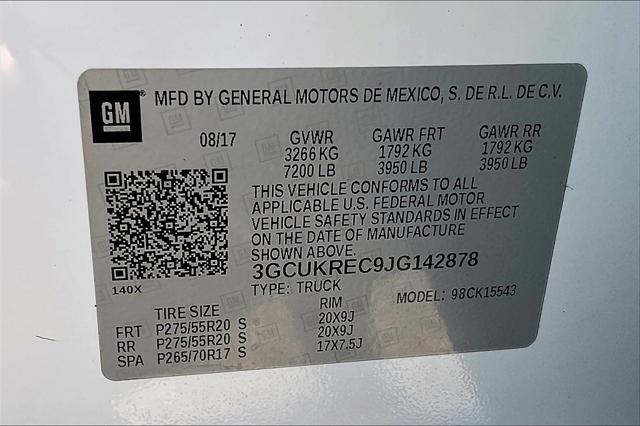 GM MFD BY GENERAL MOTORS DE MEXICO, S. DE R.L. DE C.V.
08/17 GVWR GAWR FRT GAWR RR
3266 KG 1792 KG 1792 KG
7200 LB 3950 LB 3950 LB
THIS VEHICLE CONFORMS TO ALL
APPLICABLE U.S. FEDERAL MOTOR
VEHICLE SAFETY STANDARDS IN EFFECT
ON THE DATE OF MANUFACTURE
SHOWN ABOVE.
3GCUKREC9JG142878
140X TYPE: TRUCK MODEL: 98CK15543
TIRE SIZE RIM
FRT P275/55R20 S 20X9J
RR P275/55R20 S 20X9J
SPA P265/70R17 S 17X7.5J